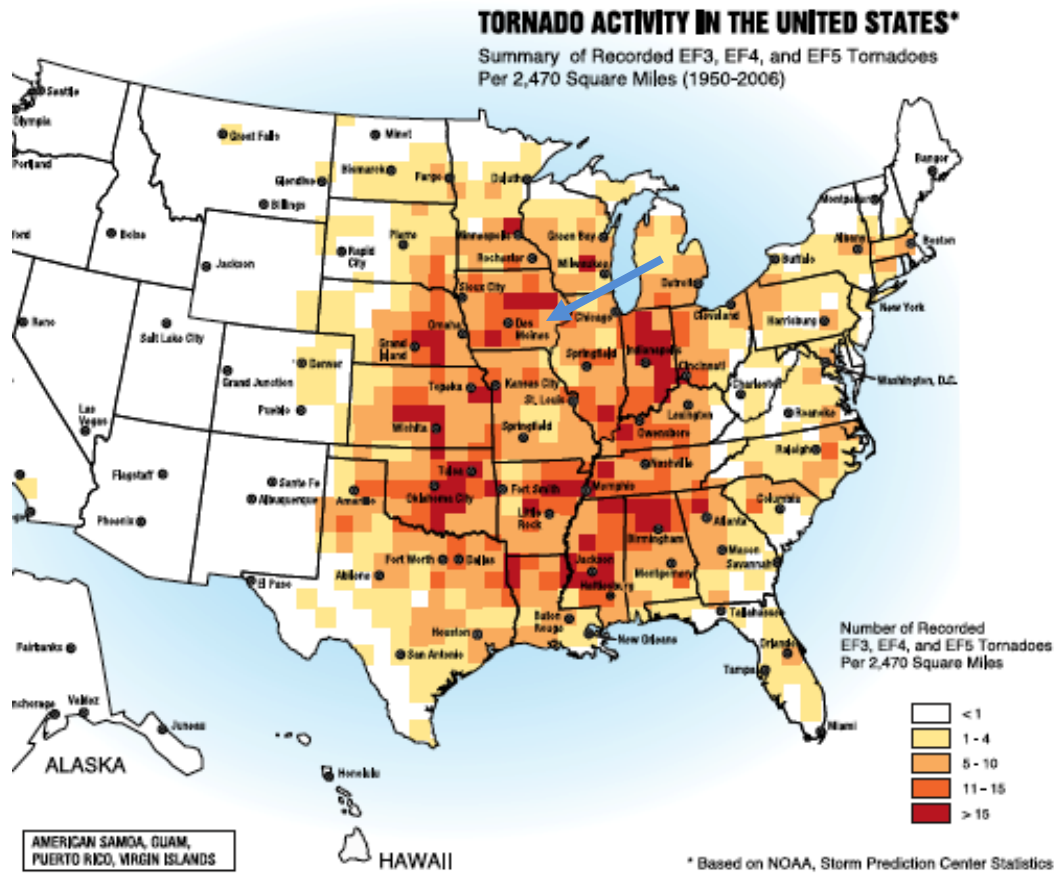 TORNADO ACTIVITY IN THE UNITED STATES*
Summary of Recorded EF3, EF4, and EF5 Tornadoes
Per 2,470 Square Miles (1950-2006)
Seattle
Olympia
Portland
Great Falls
Minot
Bismarck
Fargo
Duluth
Glendive
Billings
Boise
Jackson
Rapid City
Pierre
Minneapolis
Rochester
Green Bay
Milwaukee
Detroit
Buffalo
Albany
Boston
Montpelier
Bangor
New York
Reno
Salt Lake City
Sioux City
Omaha
Des Moines
Chicago
Cleveland
Harrisburg
Washington, D.C.
Grand Island
Denver
Grand Junction
Pueblo
Topeka
Kansas City
St. Louis
Springfield
Indianapolis
Cincinnati
Charleston
Lexington
Roanoke
Las Vegas
Wichita
Springfield
Owensboro
Nashville
Raleigh
Flagstaff
Santa Fe
Albuquerque
Amarillo
Tulsa
Oklahoma City
Fort Smith
Little Rock
Memphis
Columbia
Atlanta
Phoenix
Birmingham
Macon
Savannah
El Paso
Abilene
Fort Worth
Dallas
Jackson
Hattiesburg
Montgomery
Tallahassee
Baton Rouge
New Orleans
Houston
San Antonio
Orlando
Tampa
Miami
Fairbanks
Valdez
Juneau
ALASKA
Honolulu
HAWAII
AMERICAN SAMOA, GUAM,
PUERTO RICO, VIRGIN ISLANDS
Number of Recorded
EF3, EF4, and EF5 Tornadoes
Per 2,470 Square Miles
< 1
1 - 4
5 - 10
11 - 15
> 15
* Based on NOAA, Storm Prediction Center Statistics